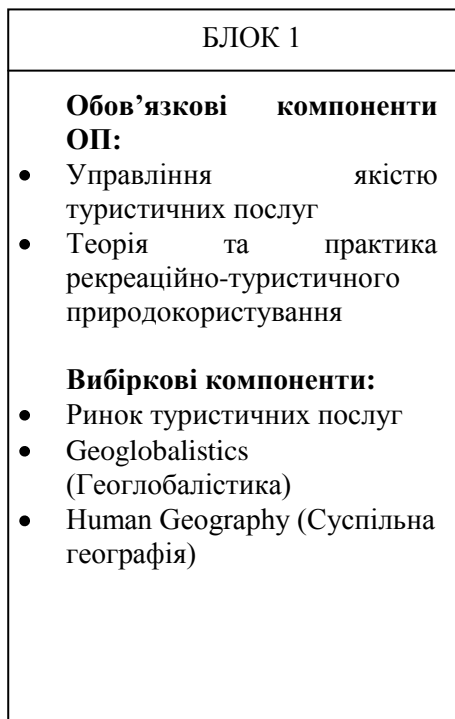 БЛОК 1
Обов’язкові компоненти
ОП:
• Управління якістю
туристичних послуг
• Теорія та практика
рекреаційно-туристичного
природокористування
Вибіркові компоненти:
• Ринок туристичних послуг
• Geoglobalistics
(Геоглобалістика)
• Human Geography (Суспільна
географія)